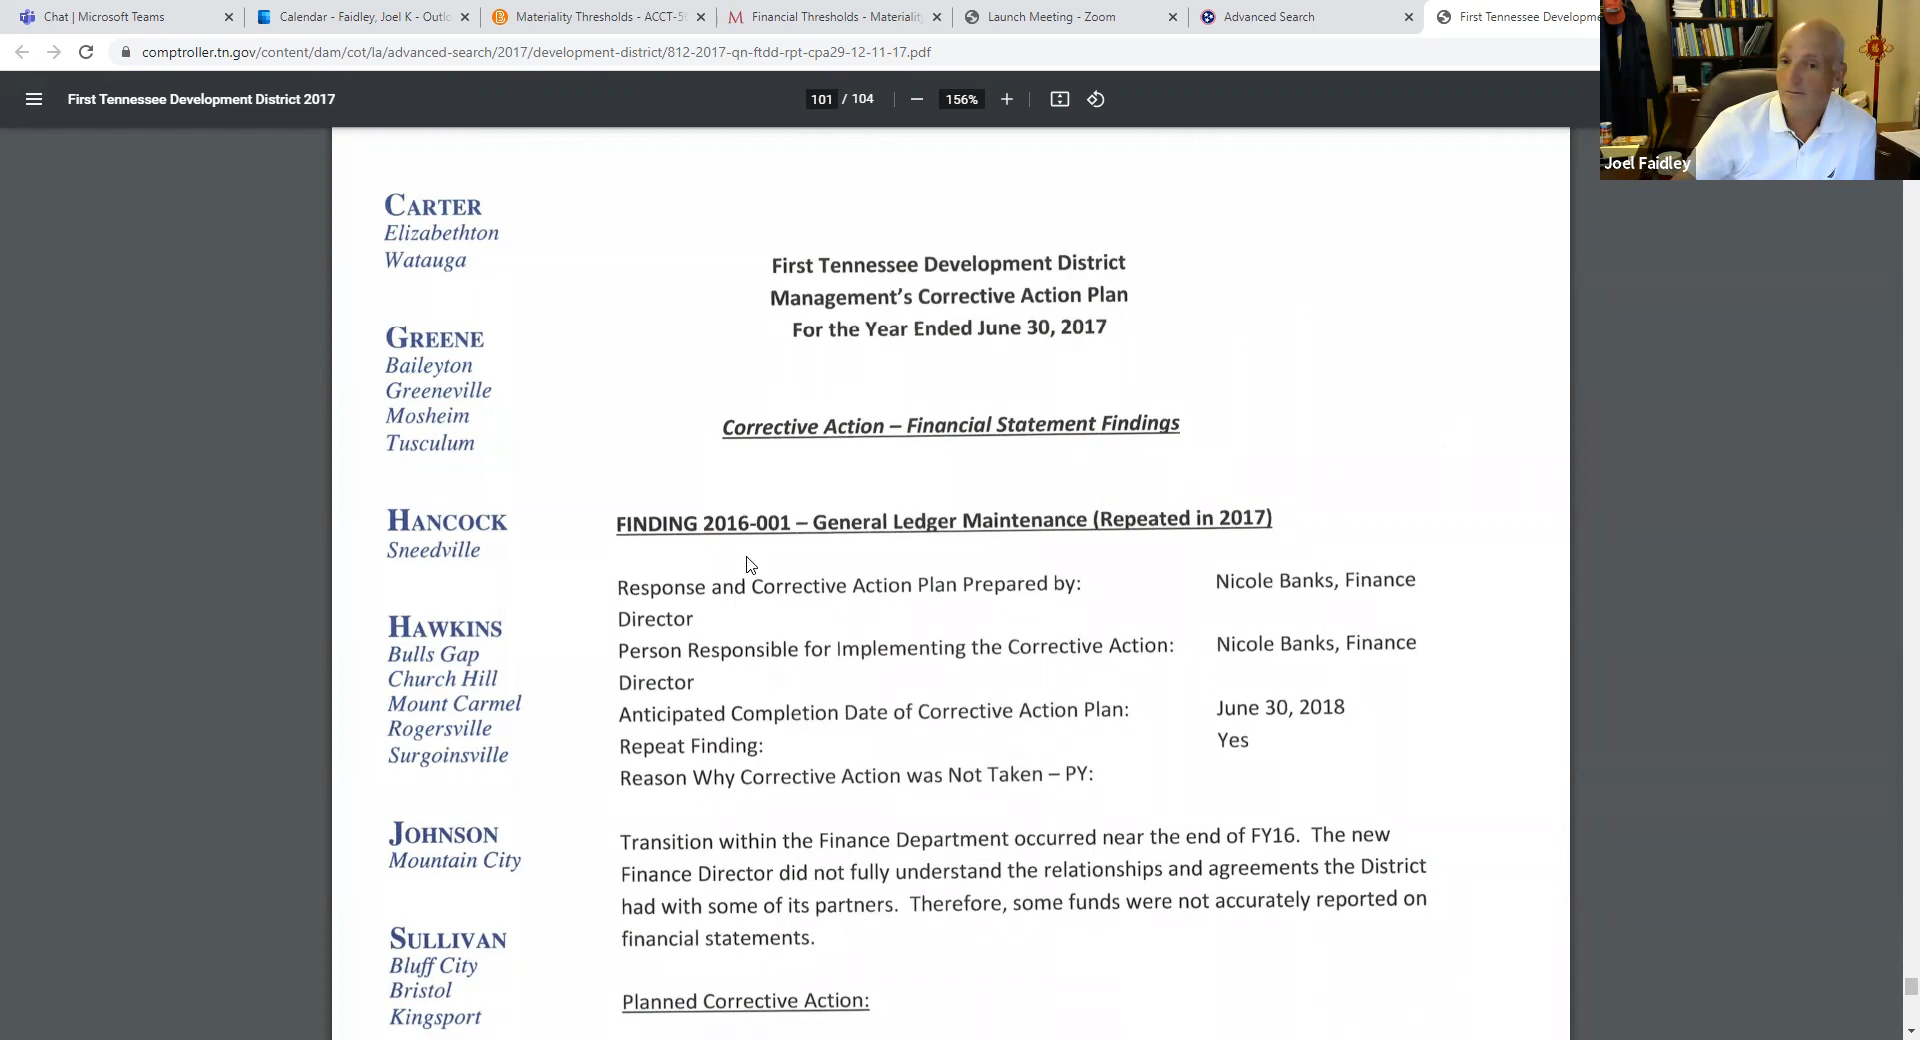 Chat | Microsoft Teams
Calendar - Faidley, Joel K - Outlo
Materiality Thresholds - ACCT-5
Financial Thresholds - Materiality
Launch Meeting - Zoom
Advanced Search
First Tennessee Developme
comptroller.tn.gov/content/dam/cot/la/advanced-search/2017/development-district/812-2017-qn-ftdd-rpt-cpa29-12-11-17.pdf
First Tennessee Development District 2017
101 / 104
156%
Joel Faidley
CARTER
Elizabethton
Watauga
GREENE
Baileyton
Greeneville
Mosheim
Tusculum
HANCOCK
Sneedville
HAWKINS
Bulls Gap
Church Hill
Mount Carmel
Rogersville
Surgoinsville
JOHNSON
Mountain City
SULLIVAN
Bluff City
Bristol
Kingsport
First Tennessee Development District
Management's Corrective Action Plan
For the Year Ended June 30, 2017
Corrective Action – Financial Statement Findings
FINDING 2016-001 – General Ledger Maintenance (Repeated in 2017)
Response and Corrective Action Plan Prepared by: Nicole Banks, Finance
Director
Person Responsible for Implementing the Corrective Action: Nicole Banks, Finance
Director
Anticipated Completion Date of Corrective Action Plan: June 30, 2018
Repeat Finding: Yes
Reason Why Corrective Action was Not Taken – PY:
Transition within the Finance Department occurred near the end of FY16. The new
Finance Director did not fully understand the relationships and agreements the District
had with some of its partners. Therefore, some funds were not accurately reported on
financial statements.
Planned Corrective Action: